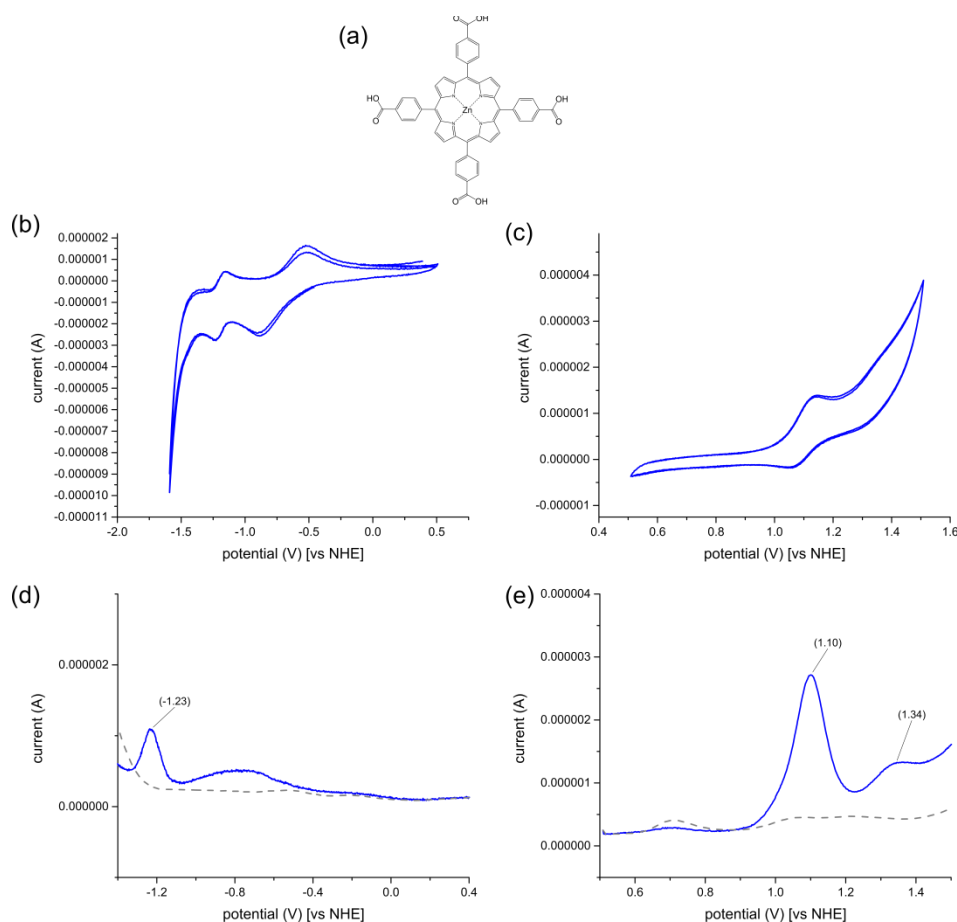 (a)
O
OH
HO
O
Zn
OH
O
O
OH
(b)
0.000002
0.000001
0.000000
-0.000001
-0.000002
-0.000003
-0.000004
-0.000005
-0.000006
-0.000007
-0.000008
-0.000009
-0.000010
-0.000011
current (A)
-2.0 -1.5 -1.0 -0.5 0.0 0.5
potential (V) [vs NHE]
(c)
0.000004
0.000003
0.000002
0.000001
0.000000
-0.000001
current (A)
0.4 0.6 0.8 1.0 1.2 1.4 1.6
potential (V) [vs NHE]
(d)
0.000002
0.000000
current (A)
(-1.23)
-1.2 -0.8 -0.4 0.0 0.4
potential (V) [vs NHE]
(e)
0.000004
0.000003
0.000002
0.000001
0.000000
current (A)
(1.10)
(1.34)
0.6 0.8 1.0 1.2 1.4
potential (V) [vs NHE]